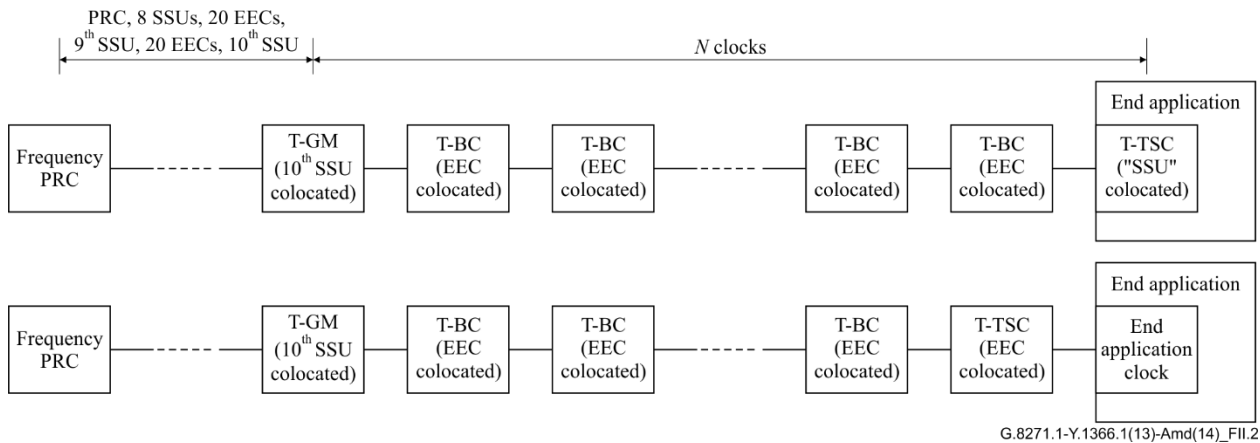 PRC, 8 SSUs, 20 EECs,
9th SSU, 20 EECs, 10th SSU
N clocks
Frequency
PRC
T-GM
(10th SSU
colocated)
T-BC
(EEC
colocated)
T-BC
(EEC
colocated)
T-BC
(EEC
colocated)
T-BC
(EEC
colocated)
End application
T-TSC
("SSU"
colocated)
Frequency
PRC
T-GM
(10th SSU
colocated)
T-BC
(EEC
colocated)
T-BC
(EEC
colocated)
T-BC
(EEC
colocated)
T-TSC
(EEC
colocated)
End application
End
application
clock
G.8271.1-Y.1366.1(13)-Amd(14)_FII.2